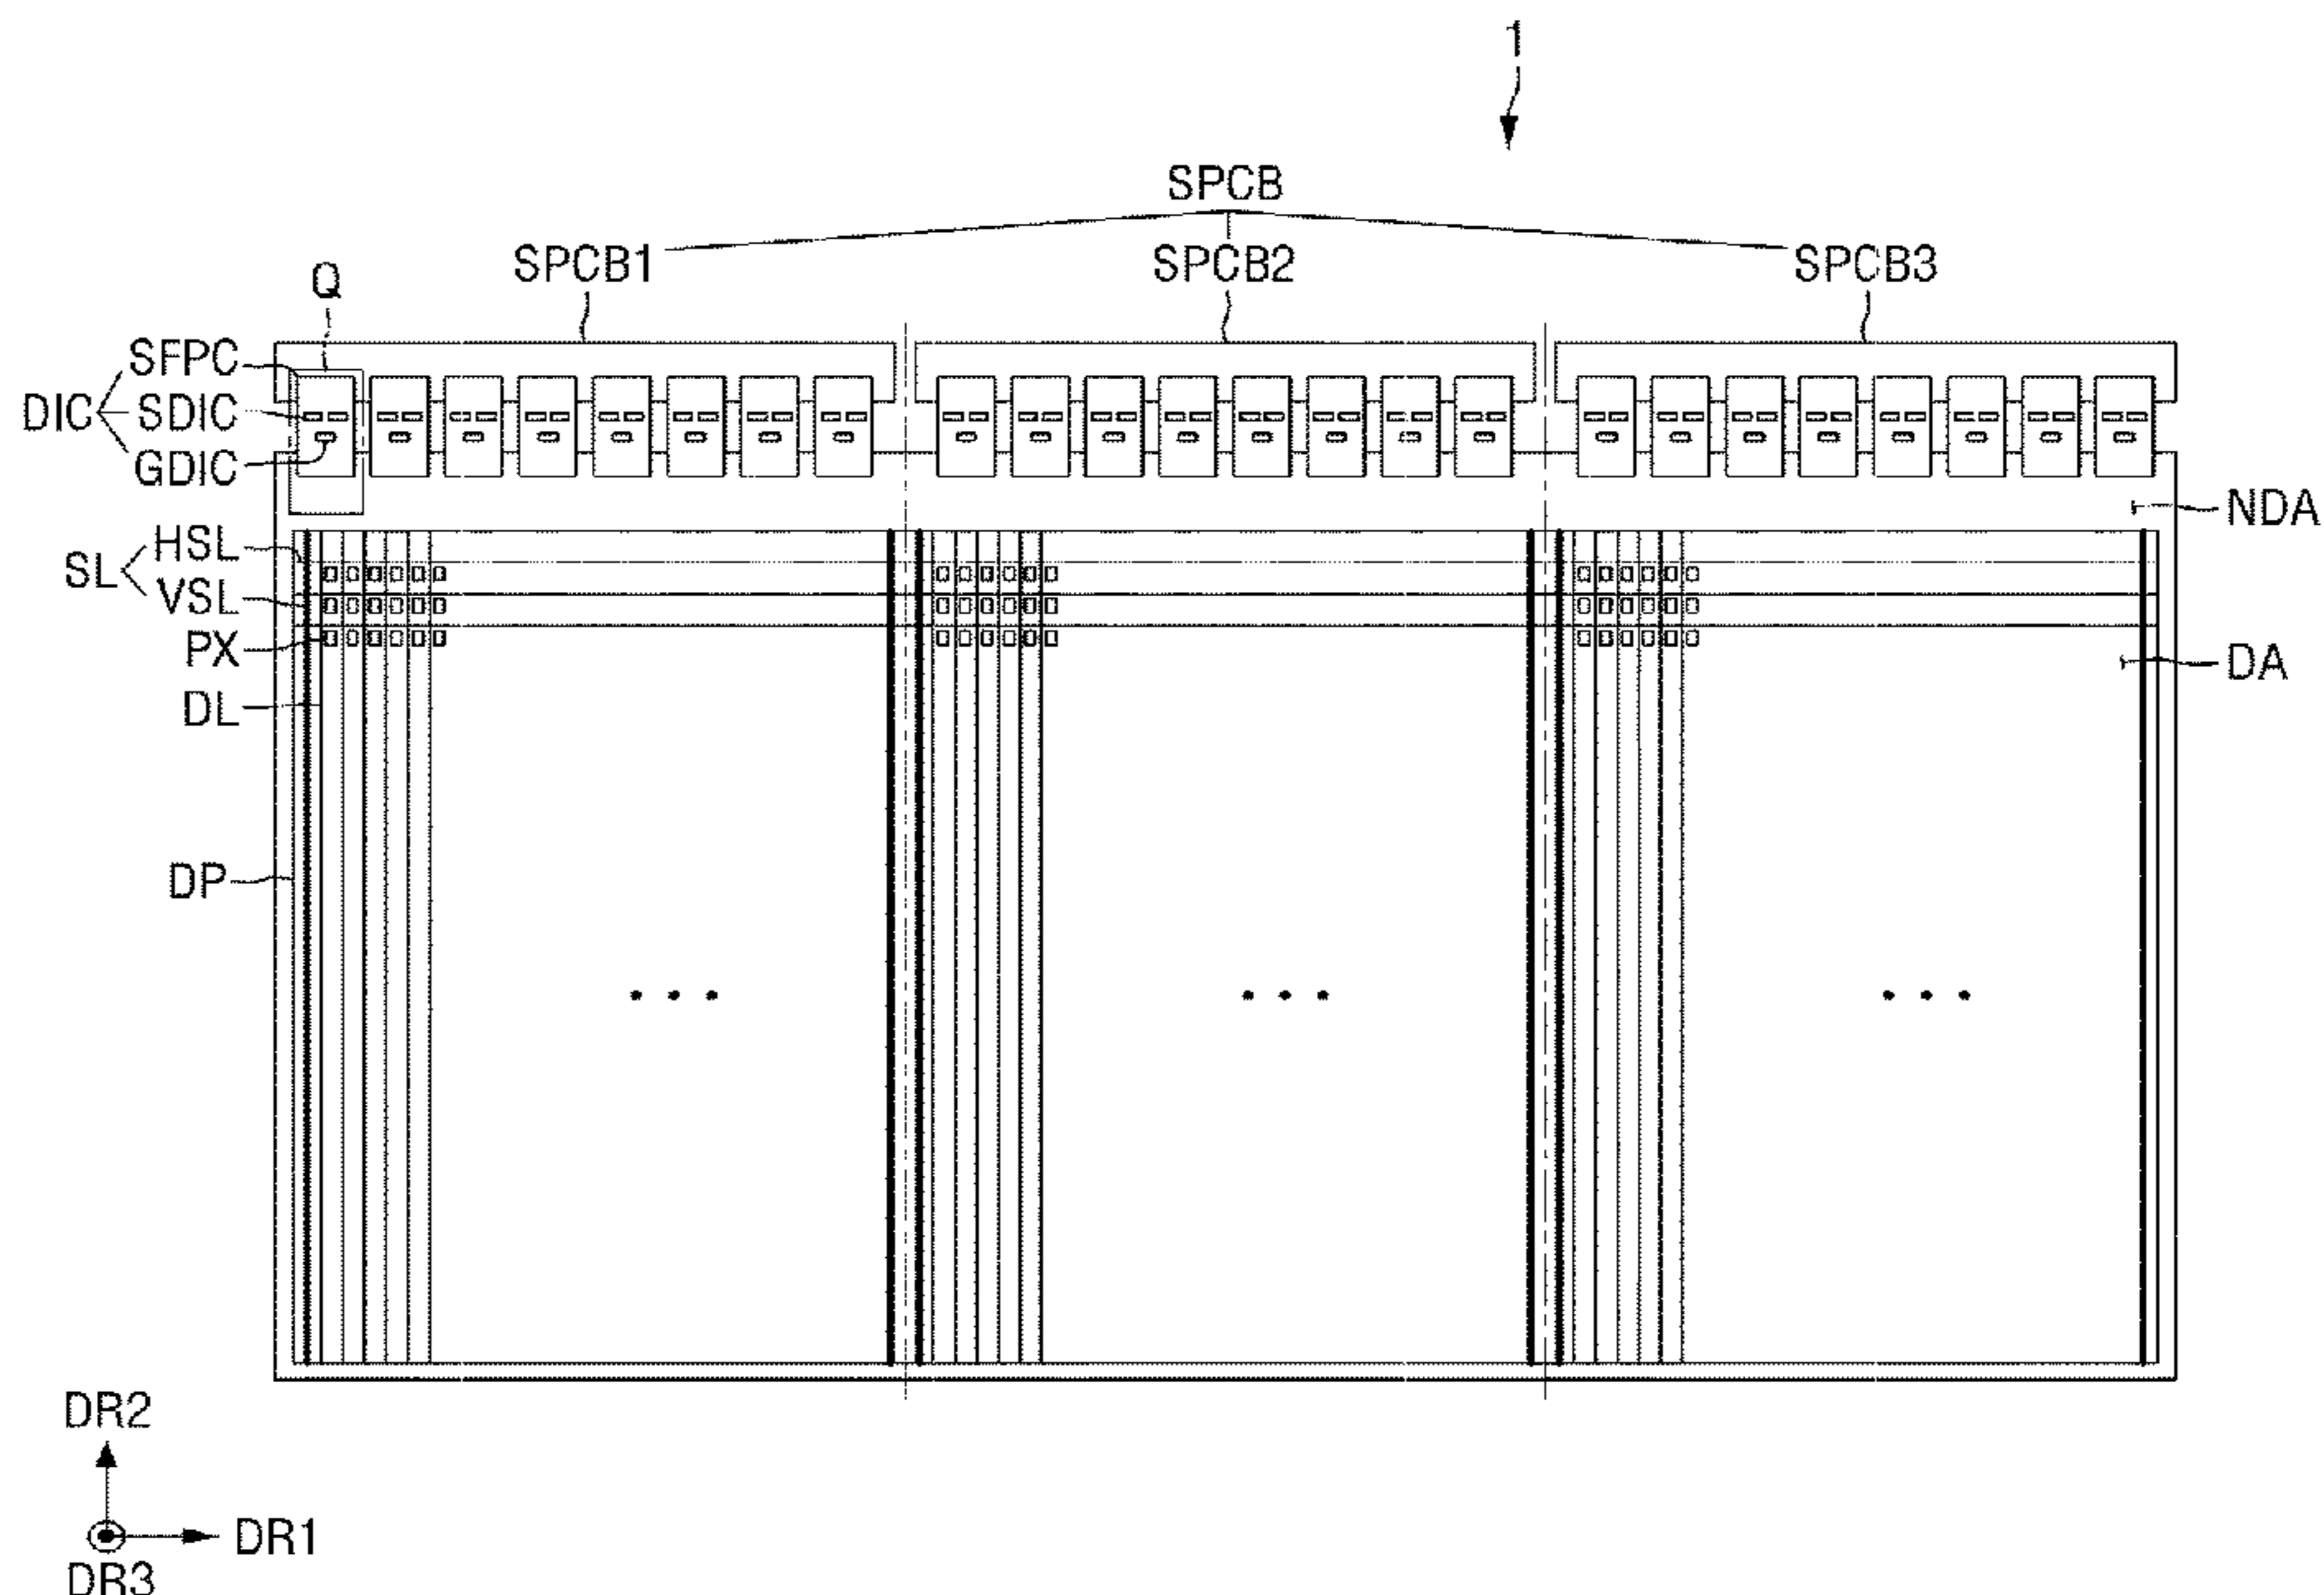 1
SPCB
SPCB1 SPCB2 SPCB3
Q
SFPC
DIC SDIC
GDIC
NDA
HSL
SL
VSL
PX
DA
DL
DP
DR2
DR1
DR3